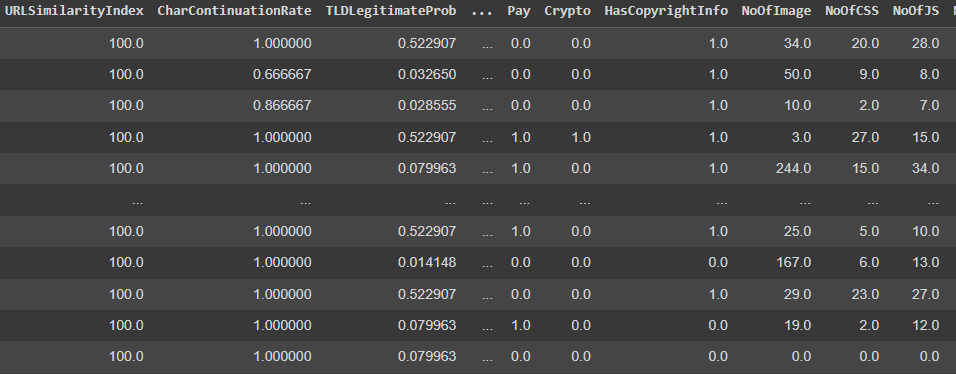 URLSimilarityIndex CharContinuationRate TLDLegitimateProb ... Pay Crypto HasCopyrightInfo NoOfImage NoOfCSS NoOfJS
100.0 1.000000 0.522907 ... 0.0 0.0 1.0 34.0 20.0 28.0
100.0 0.666667 0.032650 ... 0.0 0.0 1.0 50.0 9.0 8.0
100.0 0.866667 0.028555 ... 0.0 0.0 1.0 10.0 2.0 7.0
100.0 1.000000 0.522907 ... 1.0 1.0 1.0 3.0 27.0 15.0
100.0 1.000000 0.079963 ... 1.0 0.0 1.0 244.0 15.0 34.0
... ... ... ... ... ... ... ... ... ...
100.0 1.000000 0.522907 ... 1.0 0.0 1.0 25.0 5.0 10.0
100.0 1.000000 0.014148 ... 0.0 0.0 0.0 167.0 6.0 13.0
100.0 1.000000 0.522907 ... 0.0 0.0 1.0 29.0 23.0 27.0
100.0 1.000000 0.079963 ... 1.0 0.0 0.0 19.0 2.0 12.0
100.0 1.000000 0.079963 ... 0.0 0.0 0.0 0.0 0.0 0.0